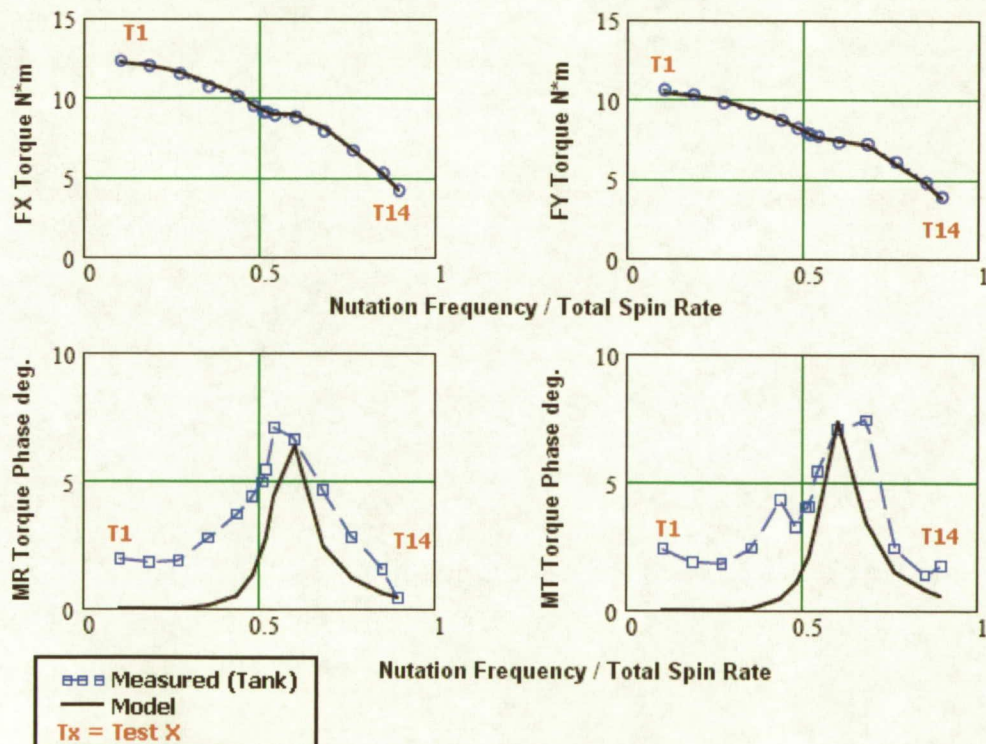 FX Torque N*m
15
10
5
0
T1
T14
0
0.5
1
FY Torque N*m
15
10
5
0
T1
T14
0
0.5
1
Nutation Frequency / Total Spin Rate
MR Torque Phase deg.
10
5
0
T1
T14
0
0.5
1
MT Torque Phase deg.
10
5
0
T1
T14
0
0.5
1
Nutation Frequency / Total Spin Rate
Measured (Tank)
Model
Tx = Test X